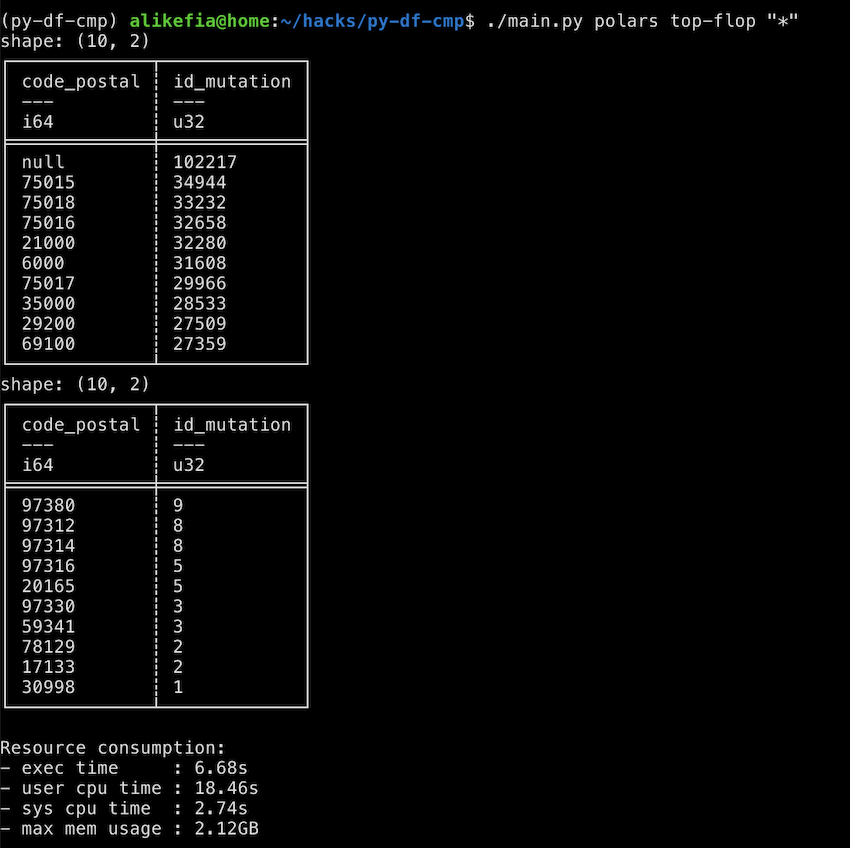 (py-df-cmp) alikefia@home:~/hacks/py-df-cmp$ ./main.py polars top-flop "*"
shape: (10, 2)
code_postal id_mutation
--- ---
i64 u32
null 102217
75015 34944
75018 33232
75016 32658
21000 32280
6000 31608
75017 29966
35000 28533
29200 27509
69100 27359
shape: (10, 2)
code_postal id_mutation
--- ---
i64 u32
97380 9
97312 8
97314 8
97316 5
20165 5
97330 3
59341 3
78129 2
17133 2
30998 1
Resource consumption:
- exec time : 6.68s
- user cpu time : 18.46s
- sys cpu time : 2.74s
- max mem usage : 2.12GB